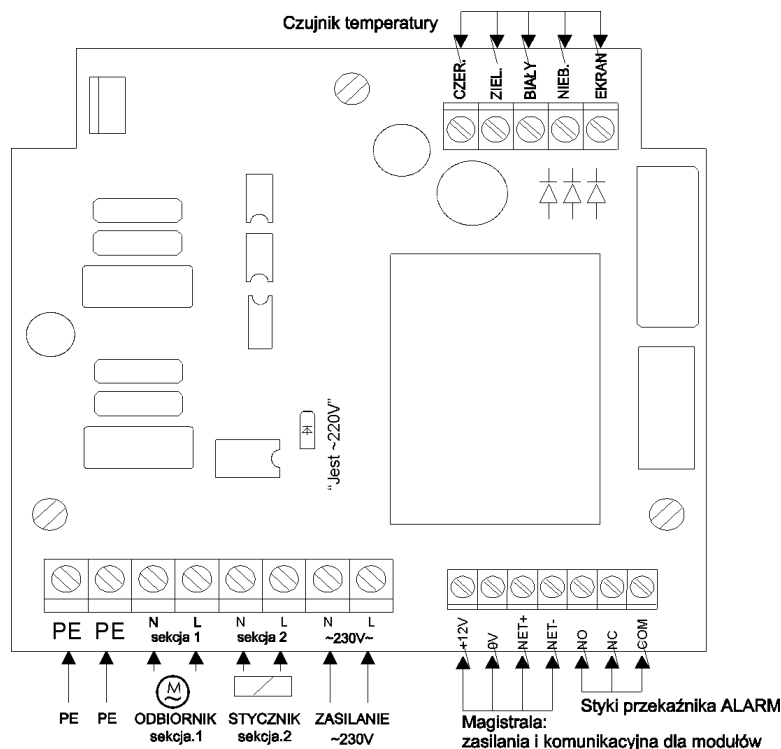 Czujnik temperatury
CZER.
ZIEL.
BIAŁY
NIEB.
EKRAN
"Jest ~220V"
PE PE N L N L N L
sekcja 1 sekcja 2 ~230V~
+12V
0V
NET+
NET-
NO
NC
COM
M
~
PE PE ODBIORNIK STYCZNIK ZASILANIE
sekcja.1 sekcja.2 ~230V
Styki przekaźnika ALARM
Magistrala:
zasilania i komunikacyjna dla modułów